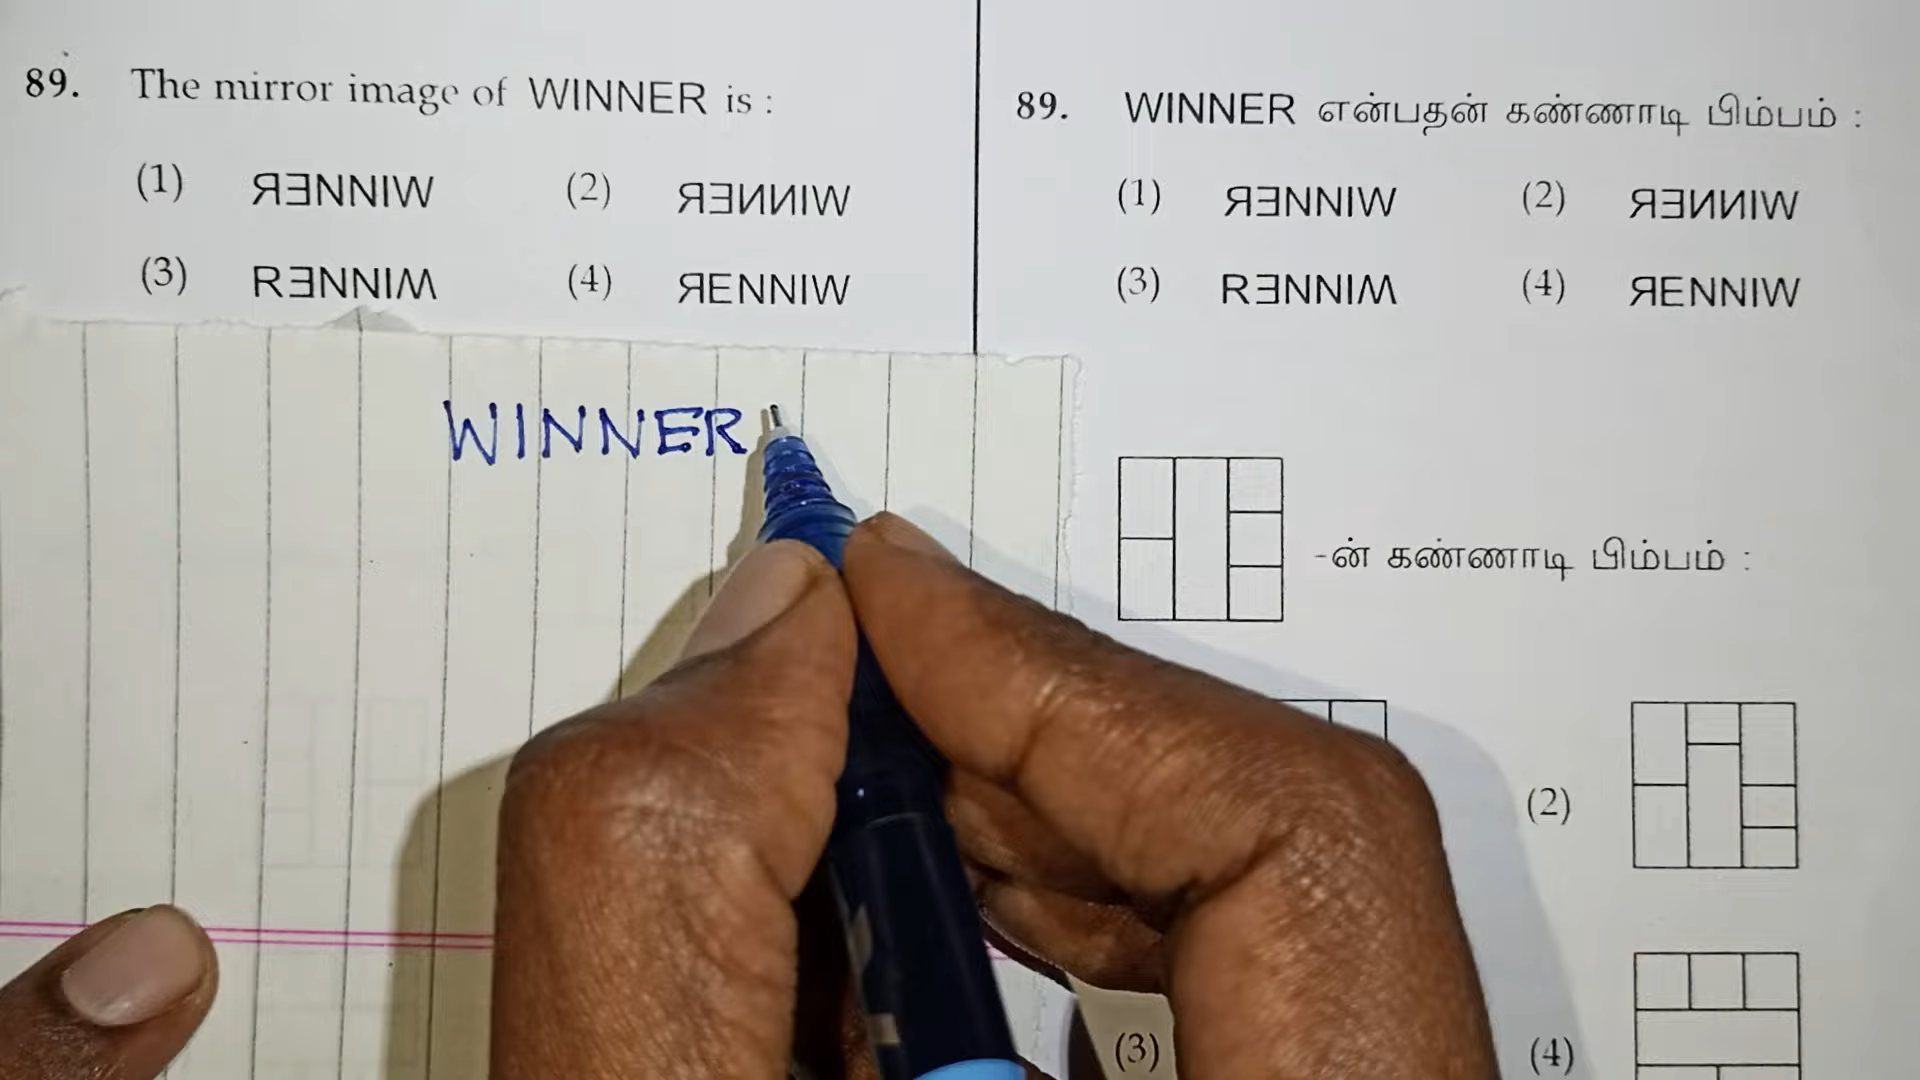 89. The mirror image of WINNER is :
(1) ЯƎNNIW (2) ЯƎИИIW
(3) RƎNNIM (4) ЯENNIW
WINNER
89. WINNER என்பதன் கண்ணாடி பிம்பம் :
(1) ЯƎNNIW (2) ЯƎИИIW
(3) RƎNNIM (4) ЯENNIW
-ன் கண்ணாடி பிம்பம் :
(2)
(3) (4)